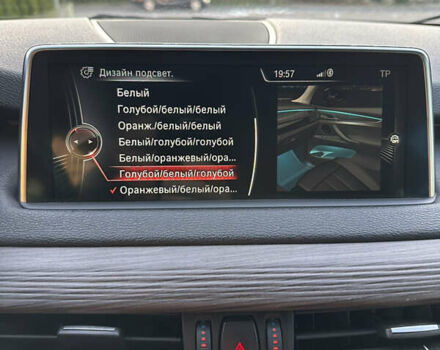 Дизайн подсвет.
19:57
TP
Белый
Голубой/белый/белый
Оранж./белый/белый
Белый/голубой/голубой
Белый/оранжевый/ора...
Голубой/белый/голубой
✓ Оранжевый/белый/ора...